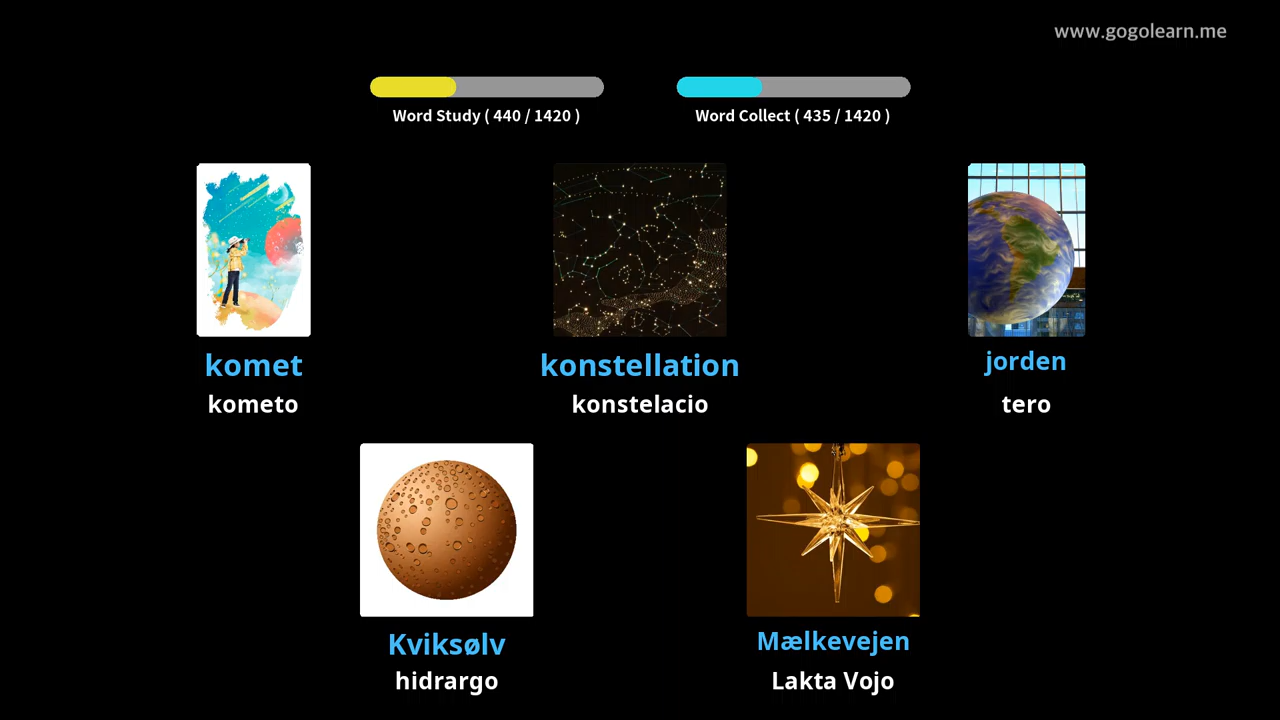 www.gogolearn.me
Word Study ( 440 / 1420 )
Word Collect ( 435 / 1420 )
komet
konstellation
jorden
kometo
konstelacio
tero
Kviksølv
Mælkevejen
hidrargo
Lakta Vojo